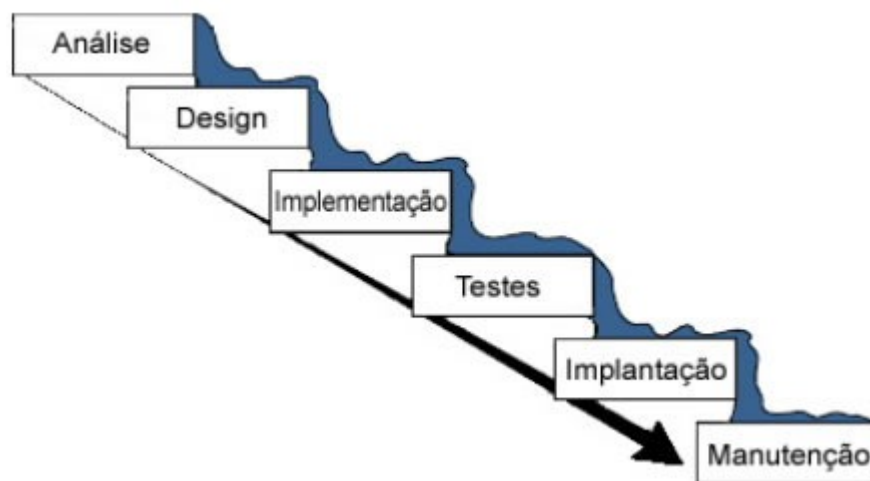 Análise
Design
Implementação
Testes
Implantação
Manutenção